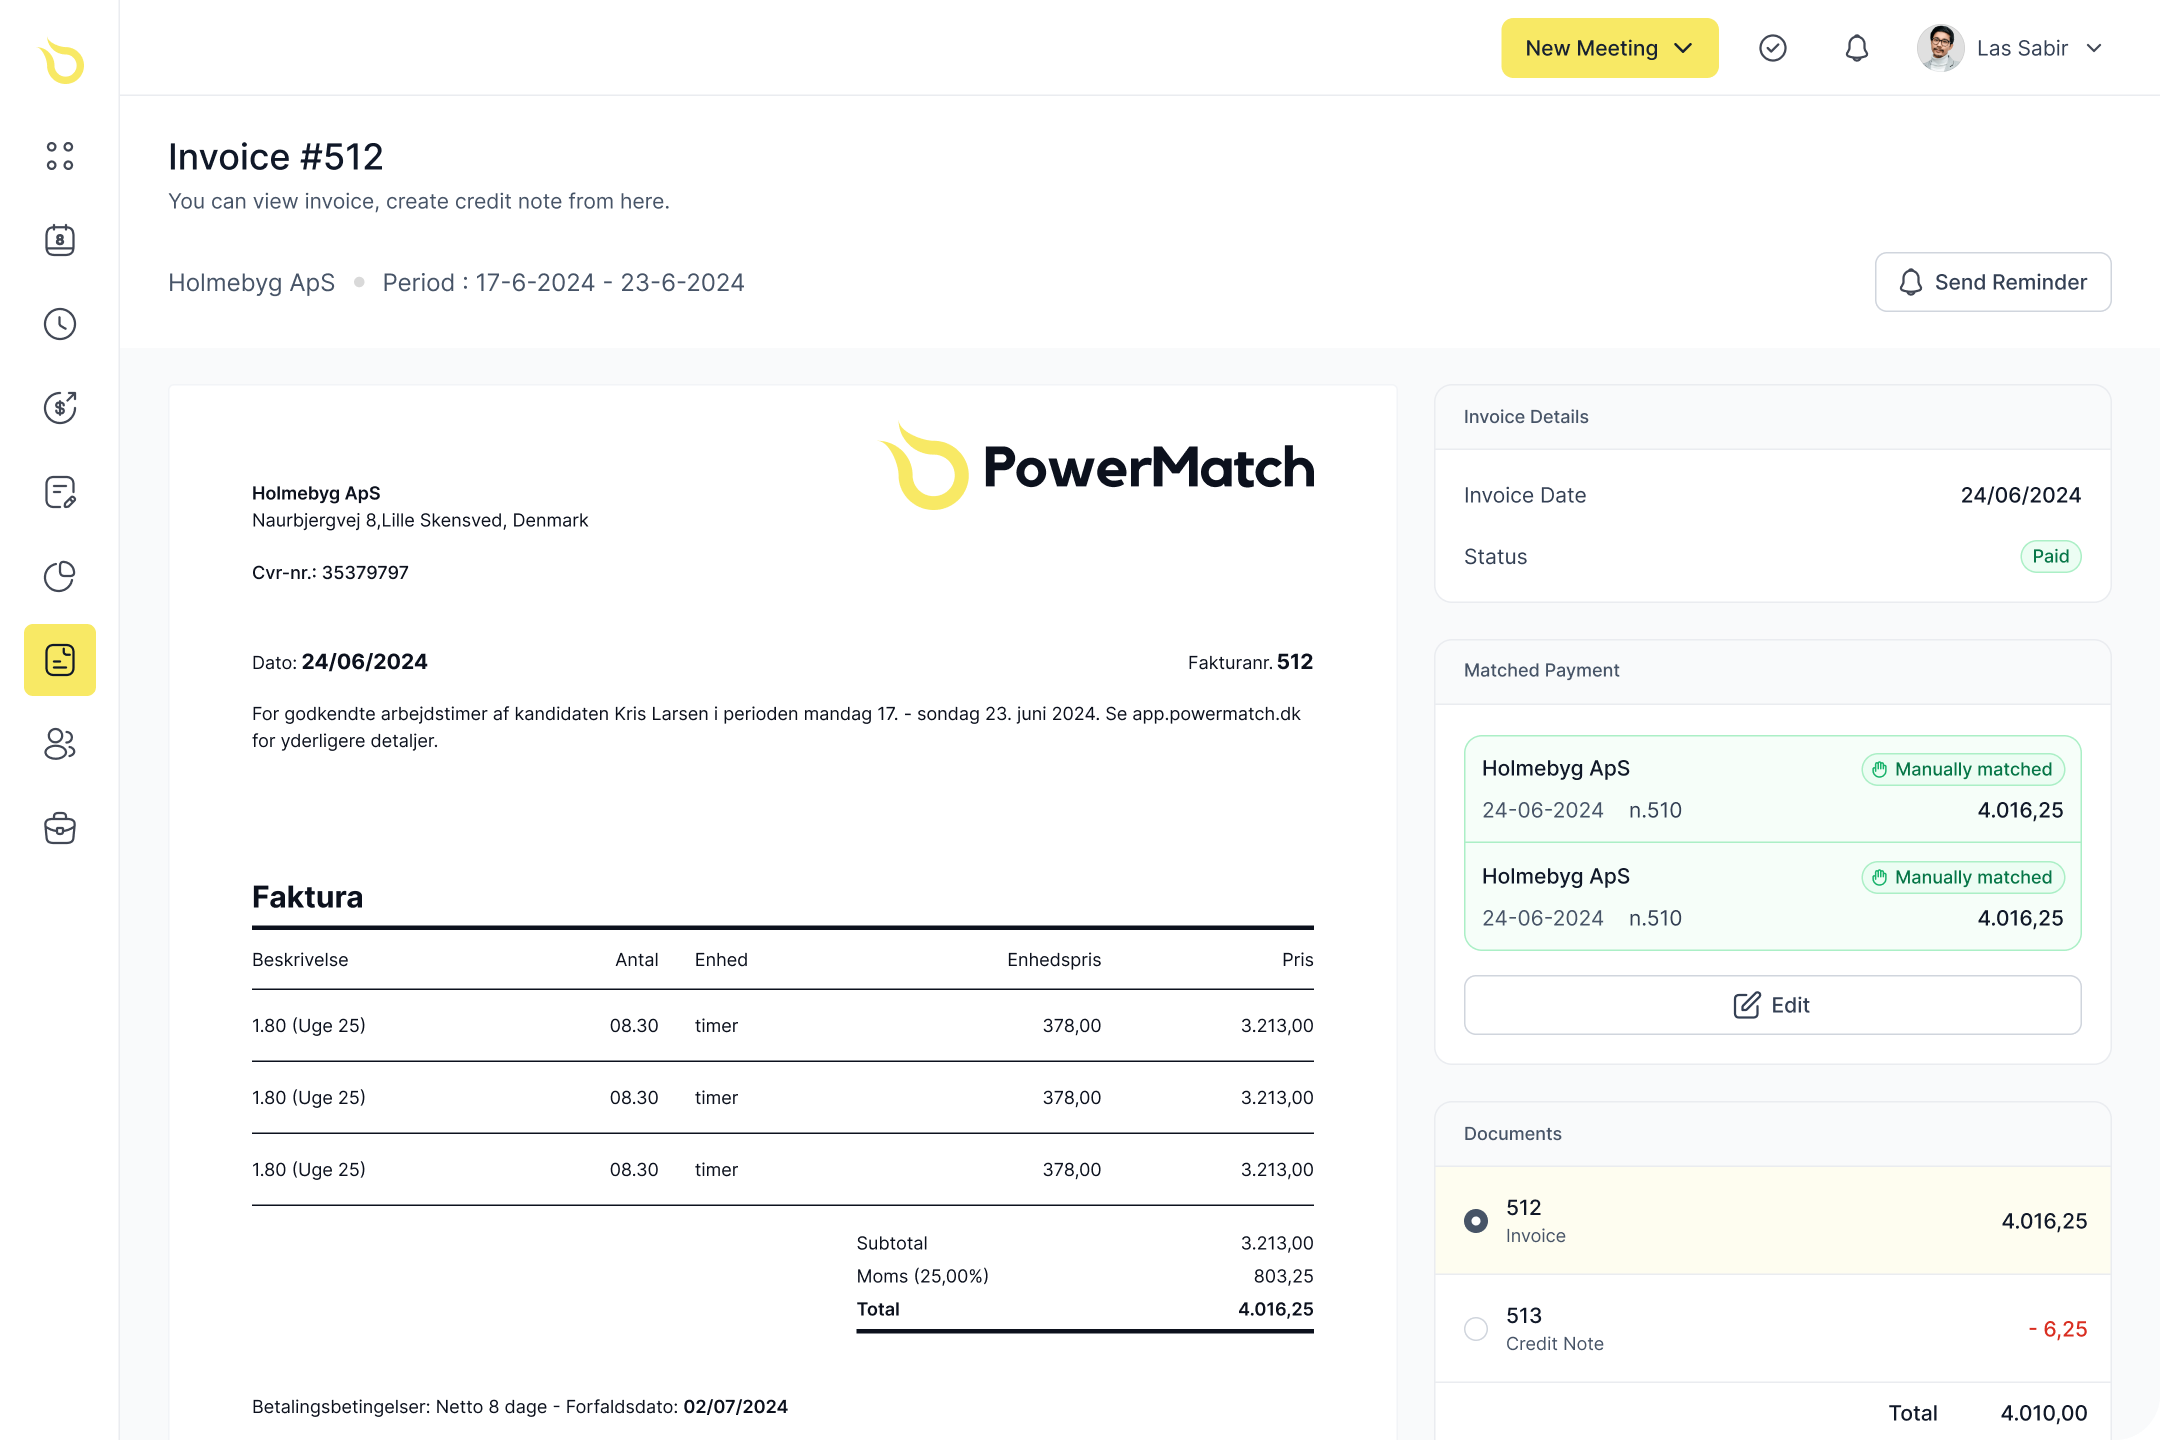 New Meeting
Las Sabir
8
$
Invoice #512
You can view invoice, create credit note from here.
Holmebyg ApS
Period : 17-6-2024 - 23-6-2024
Send Reminder
PowerMatch
Holmebyg ApS
Naurbjergvej 8,Lille Skensved, Denmark
Cvr-nr.: 35379797
Dato: 24/06/2024
Fakturanr. 512
For godkendte arbejdstimer af kandidaten Kris Larsen i perioden mandag 17. - sondag 23. juni 2024. Se app.powermatch.dk
for yderligere detaljer.
Faktura
Beskrivelse Antal Enhed Enhedspris Pris
1.80 (Uge 25) 08.30 timer 378,00 3.213,00
1.80 (Uge 25) 08.30 timer 378,00 3.213,00
1.80 (Uge 25) 08.30 timer 378,00 3.213,00
Subtotal 3.213,00
Moms (25,00%) 803,25
Total 4.016,25
Betalingsbetingelser: Netto 8 dage - Forfaldsdato: 02/07/2024
Invoice Details
Invoice Date 24/06/2024
Status Paid
Matched Payment
Holmebyg ApS Manually matched
24-06-2024 n.510 4.016,25
Holmebyg ApS Manually matched
24-06-2024 n.510 4.016,25
Edit
Documents
512
Invoice
4.016,25
513
Credit Note
- 6,25
Total 4.010,00